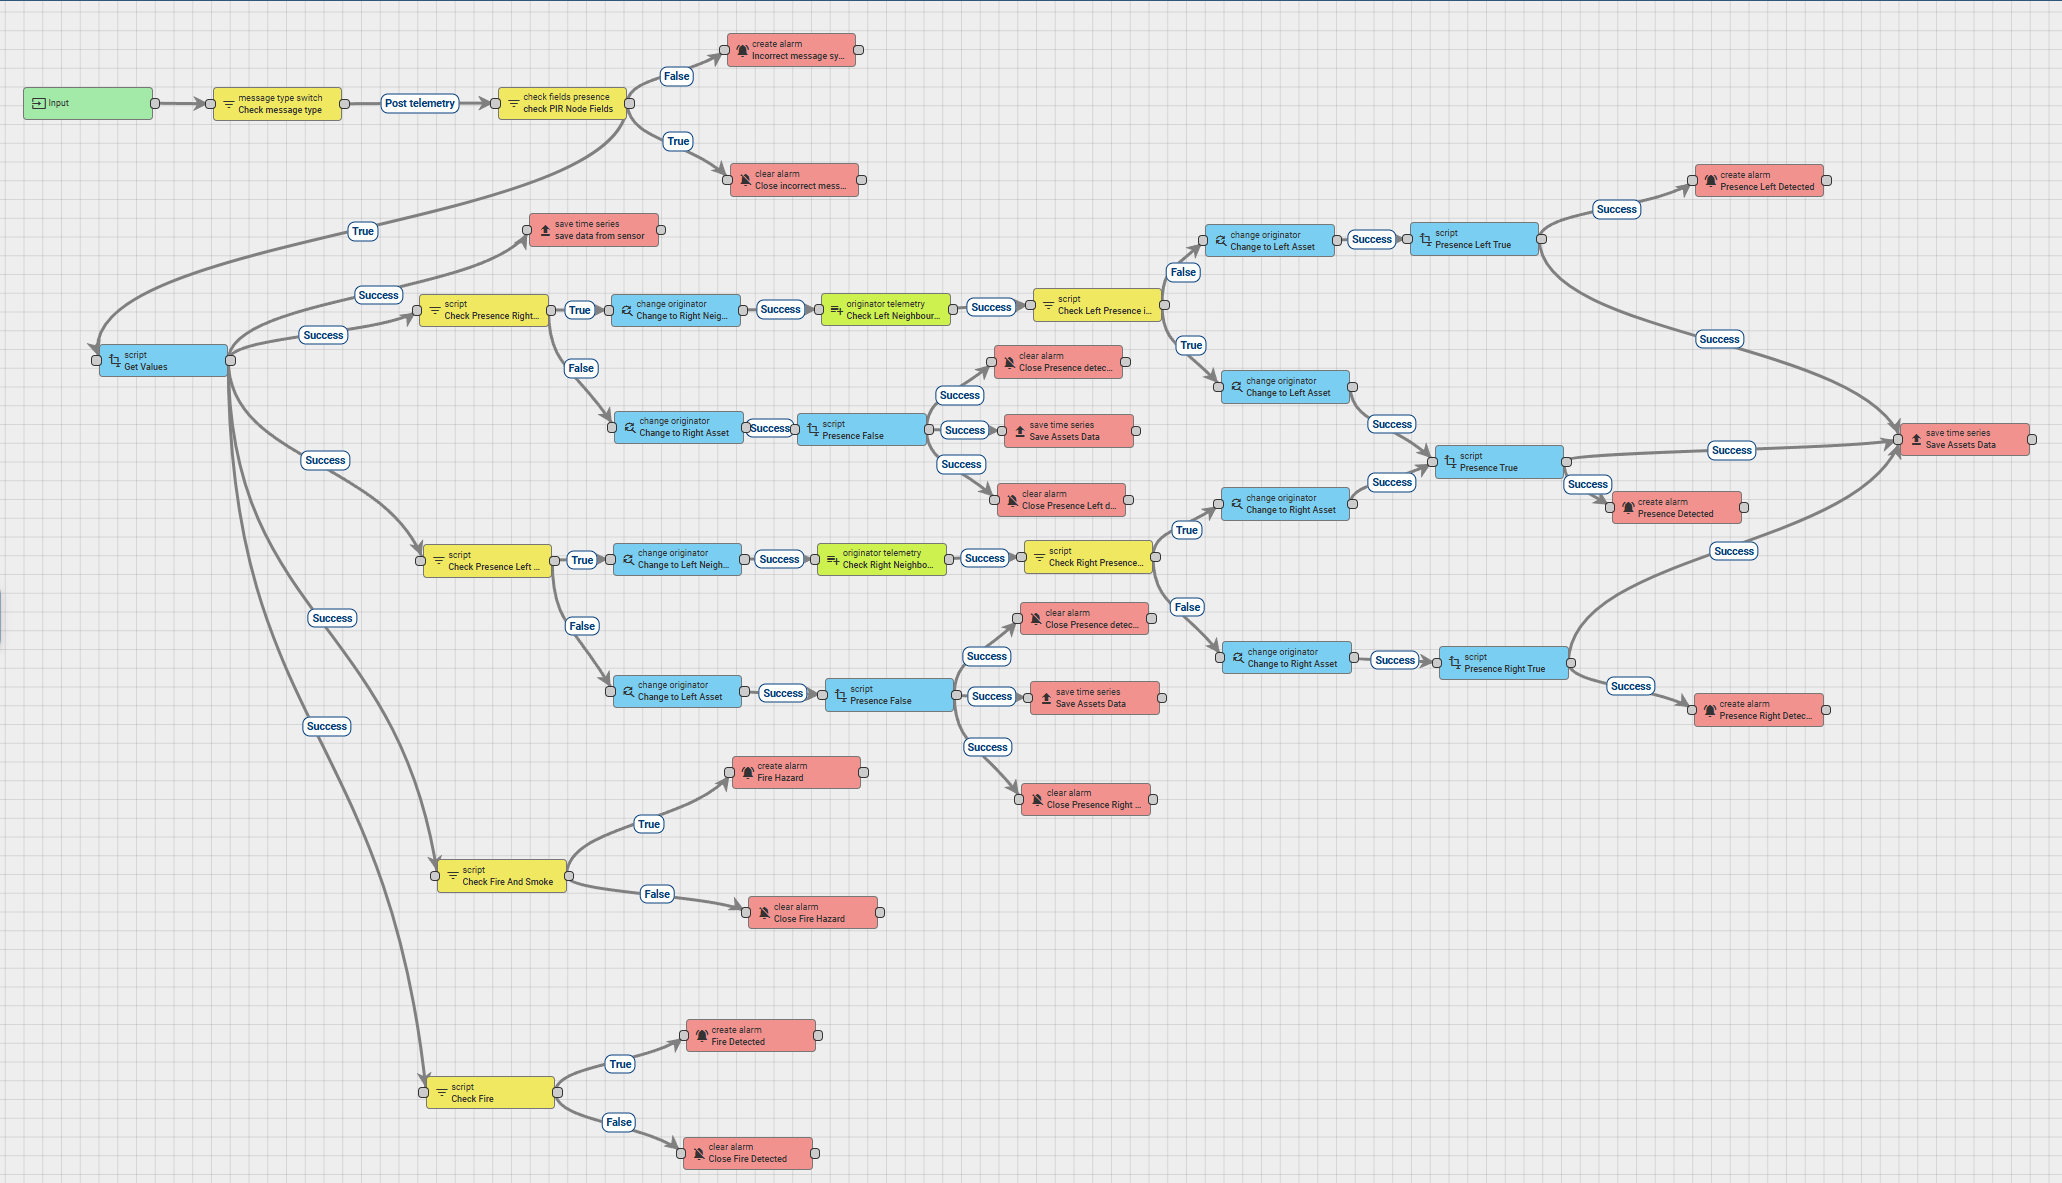 create alarm
Incorrect message sy...
False
Input
message type switch
Check message type
Post telemetry
check fields presence
check PIR Node Fields
True
clear alarm
Close incorrect mess...
True
save time series
save data from sensor
Success
Success
script
Get Values
script
Check Presence Right...
True
change originator
Change to Right Neig...
Success
originator telemetry
Check Left Neighbour...
Success
script
Check Left Presence i...
False
change originator
Change to Left Asset
Success
script
Presence Left True
Success
create alarm
Presence Left Detected
Success
True
change originator
Change to Left Asset
Success
False
change originator
Change to Right Asset
Success
script
Presence False
Success
clear alarm
Close Presence detec...
Success
save time series
Save Assets Data
Success
clear alarm
Close Presence Left d...
script
Presence True
Success
save time series
Save Assets Data
Success
create alarm
Presence Detected
Success
change originator
Change to Right Asset
True
Success
Success
script
Check Presence Left ...
True
change originator
Change to Left Neigh...
Success
originator telemetry
Check Right Neighbo...
Success
script
Check Right Presence...
False
change originator
Change to Right Asset
Success
script
Presence Right True
Success
create alarm
Presence Right Detec...
False
change originator
Change to Left Asset
Success
script
Presence False
Success
clear alarm
Close Presence detec...
Success
save time series
Save Assets Data
Success
clear alarm
Close Presence Right ...
Success
Success
script
Check Fire And Smoke
True
create alarm
Fire Hazard
False
clear alarm
Close Fire Hazard
script
Check Fire
True
create alarm
Fire Detected
False
clear alarm
Close Fire Detected